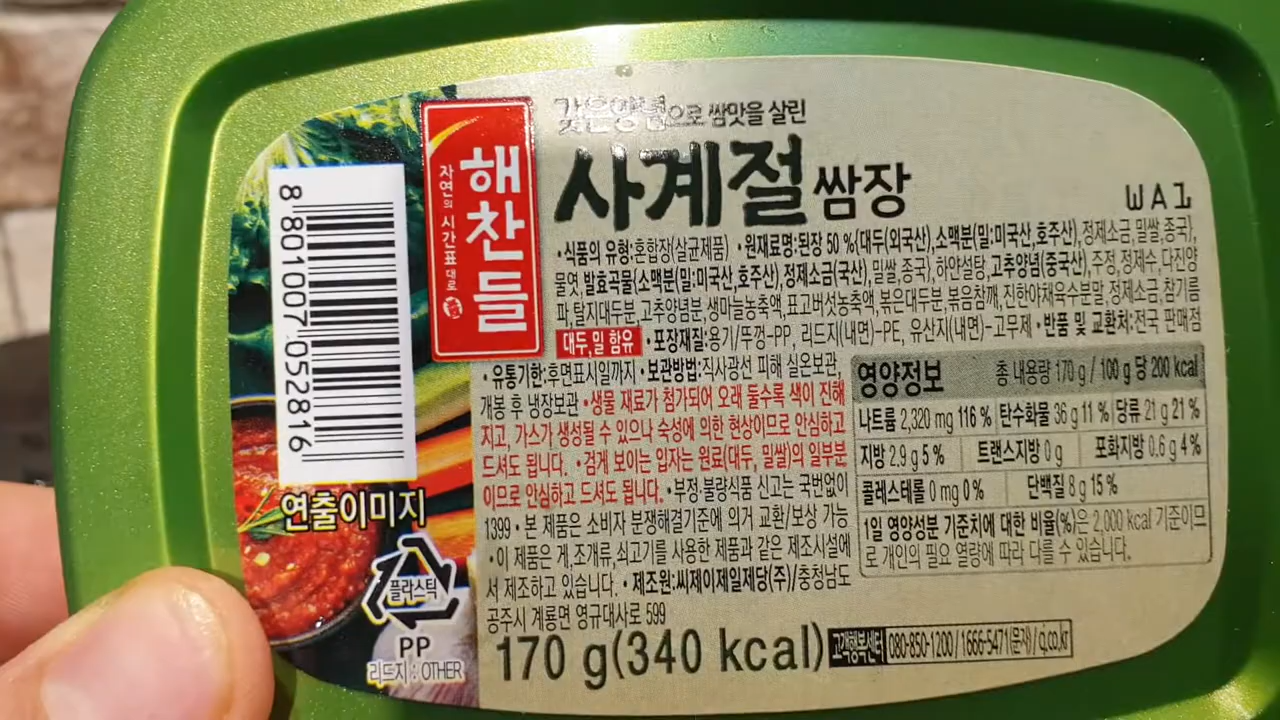 갖은양념으로 쌈맛을 살린
해찬들
자연의 시간표대로
사계절 쌈장
WA1
8 801007 052816
•식품의 유형:혼합장(살균제품) •원재료명:된장 50 %{대두(외국산),소맥분(밀:미국산,호주산),정제소금,밀쌀,종국},
물엿,발효곡물{소맥분(밀:미국산,호주산),정제소금(국산),밀쌀,종국},하얀설탕,고추양념(중국산),주정,정제수,다진양
파,탈지대두분,고추양념분,생마늘농축액,표고버섯농축액,볶은대두분,볶음참깨,진한야채육수분말,정제소금,참기름
대두,밀 함유 •포장재질:용기/뚜껑-PP, 리드지(내면)-PE, 유산지(내면)-고무제 •반품 및 교환처:전국 판매점
•유통기한:후면표시일까지 •보관방법:직사광선 피해 실온보관,
개봉 후 냉장보관 •생물 재료가 첨가되어 오래 둘수록 색이 진해
지고, 가스가 생성될 수 있으나 숙성에 의한 현상이므로 안심하고
드셔도 됩니다. •검게 보이는 입자는 원료(대두, 밀쌀)의 일부분
이므로 안심하고 드셔도 됩니다. •부정·불량식품 신고는 국번없이
1399 •본 제품은 소비자 분쟁해결기준에 의거 교환/보상 가능
•이 제품은 게,조개류,쇠고기를 사용한 제품과 같은 제조시설에
서 제조하고 있습니다. •제조원:씨제이제일제당(주)/충청남도
공주시 계룡면 영규대사로 599
영양정보 총 내용량 170 g / 100 g 당 200 kcal
나트륨 2,320 mg 116 % 탄수화물 36 g 11 % 당류 21 g 21 %
지방 2.9 g 5 % 트랜스지방 0 g 포화지방 0.6 g 4 %
콜레스테롤 0 mg 0 % 단백질 8 g 15 %
1일 영양성분 기준치에 대한 비율(%)은 2,000 kcal 기준이므
로 개인의 필요 열량에 따라 다를 수 있습니다.
연출이미지
플라스틱
PP
리드지 : OTHER
170 g(340 kcal)
고객행복센터 080-850-1200 / 1666-5471(문자) / cj.co.kr